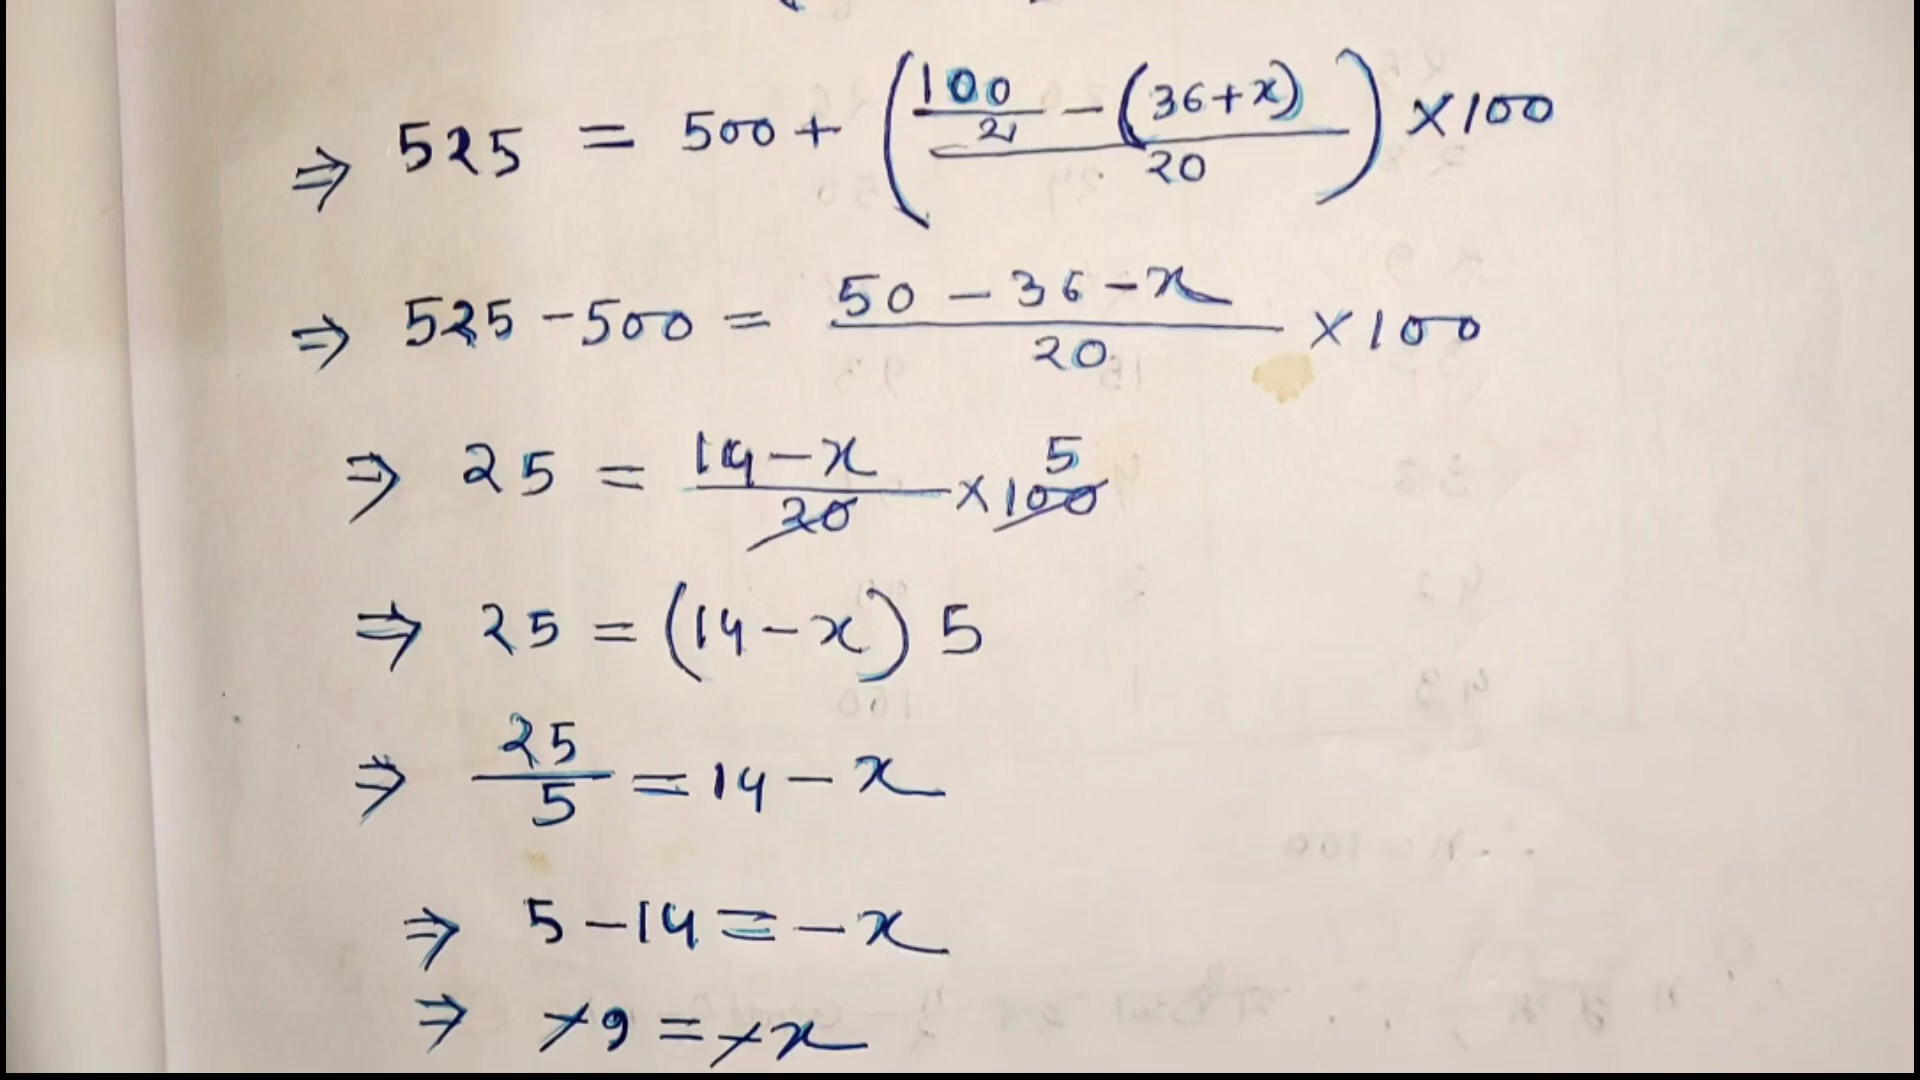 ⇒ 525 = 500 + (100/2 - (36+x) / 20) × 100
⇒ 525 - 500 = 50 - 36 - x / 20 × 100
⇒ 25 = 14 - x / 20 × 100 5
⇒ 25 = (14 - x) 5
⇒ 25/5 = 14 - x
⇒ 5 - 14 = - x
⇒ -9 = -x